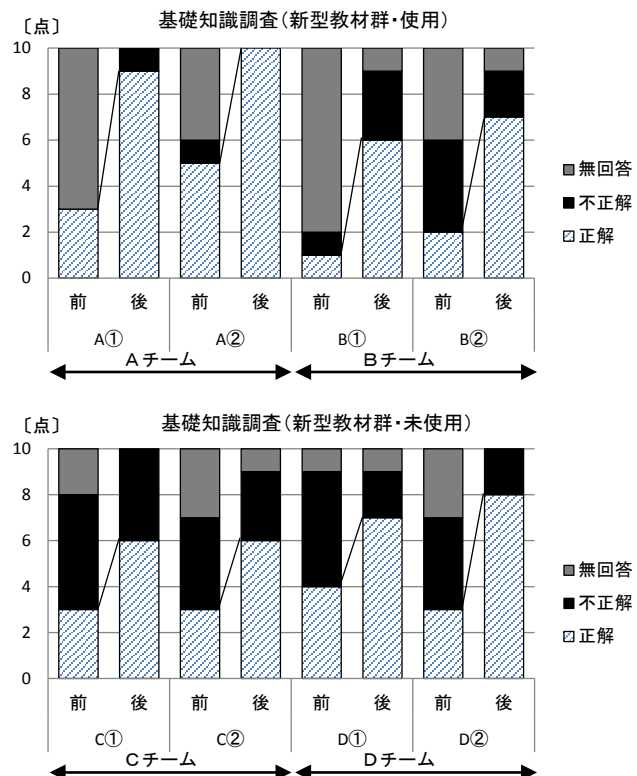 〔点〕 基礎知識調査(新型教材群・使用)
10
8
6
4
2
0
無回答
不正解
正解
前 後 前 後 前 後 前 後
A① A② B① B②
Aチーム Bチーム
〔点〕 基礎知識調査(新型教材群・未使用)
10
8
6
4
2
0
無回答
不正解
正解
前 後 前 後 前 後 前 後
C① C② D① D②
Cチーム Dチーム